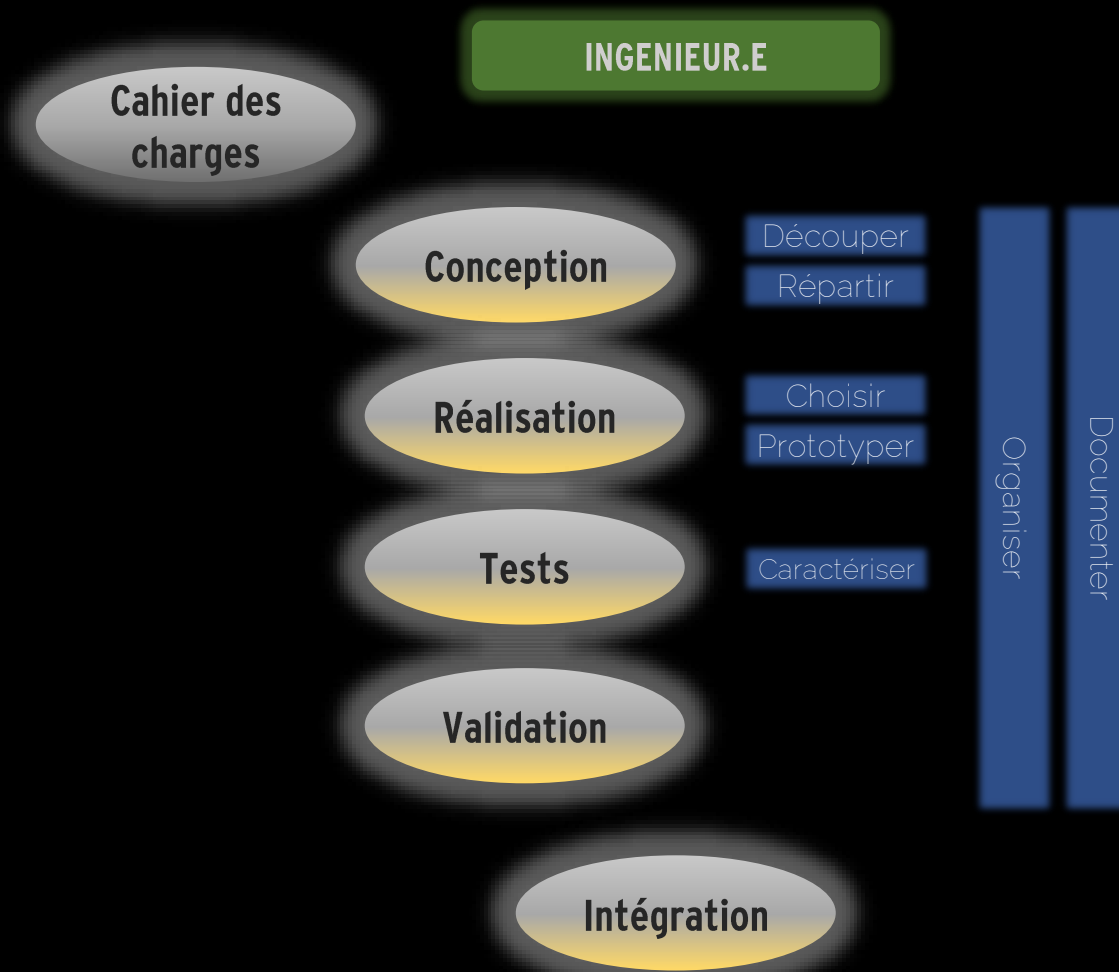 INGENIEUR.E
Cahier des
charges
Conception
Découper
Répartir
Réalisation
Choisir
Prototyper
Tests
Caractériser
Validation
Intégration
Organiser
Documenter